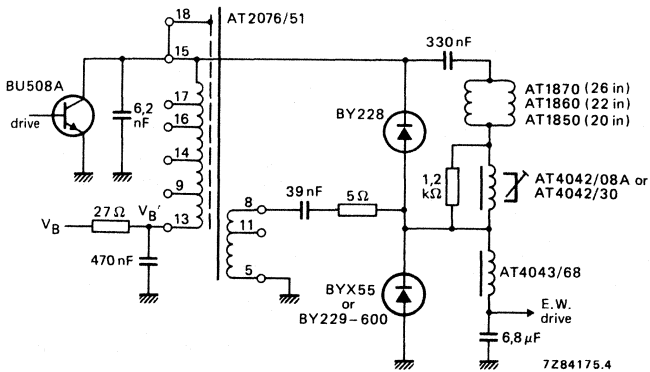 18
AT2076/51
15
330 nF
BU508A
6,2
nF
drive
17
16
14
9
13
BY228
AT1870 (26 in)
AT1860 (22 in)
AT1850 (20 in)
1,2
kΩ
AT4042/08A or
AT4042/30
V_B
27 Ω
V_B'
470 nF
8
39 nF
5 Ω
11
5
BYX55
or
BY229-600
AT4043/68
E.W.
drive
6,8 μF
7Z84175.4